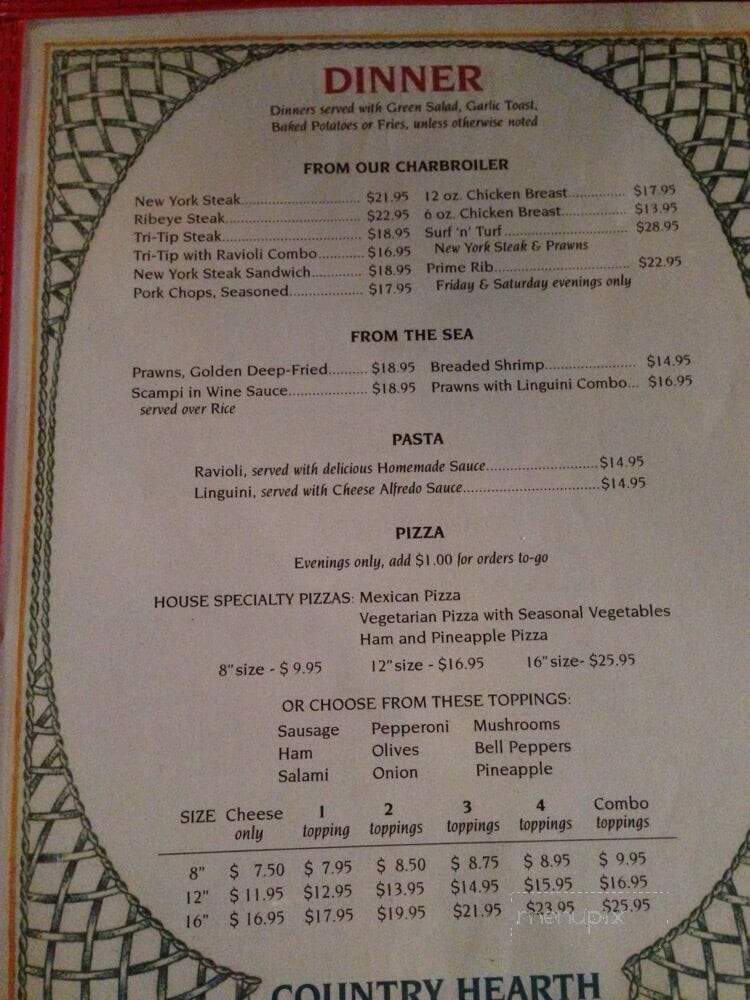 DINNER
Dinners served with Green Salad, Garlic Toast,
Baked Potatoes or Fries, unless otherwise noted
FROM OUR CHARBROILER
New York Steak.................................. $21.95
Ribeye Steak...................................... $22.95
Tri-Tip Steak....................................... $18.95
Tri-Tip with Ravioli Combo............ $16.95
New York Steak Sandwich............ $18.95
Pork Chops, Seasoned.................... $17.95
12 oz. Chicken Breast............... $17.95
6 oz. Chicken Breast................. $13.95
Surf 'n' Turf.................................. $28.95
New York Steak & Prawns
Prime Rib..................................... $22.95
Friday & Saturday evenings only
FROM THE SEA
Prawns, Golden Deep-Fried.......... $18.95
Scampi in Wine Sauce.................... $18.95
served over Rice
Breaded Shrimp......................... $14.95
Prawns with Linguini Combo... $16.95
PASTA
Ravioli, served with delicious Homemade Sauce............................$14.95
Linguini, served with Cheese Alfredo Sauce..................................$14.95
PIZZA
Evenings only, add $1.00 for orders to-go
HOUSE SPECIALTY PIZZAS: Mexican Pizza
Vegetarian Pizza with Seasonal Vegetables
Ham and Pineapple Pizza
8" size - $ 9.95 12" size - $16.95 16" size- $25.95
OR CHOOSE FROM THESE TOPPINGS:
Sausage Pepperoni Mushrooms
Ham Olives Bell Peppers
Salami Onion Pineapple
SIZE Cheese only 1 topping 2 toppings 3 toppings 4 toppings Combo toppings
8" $ 7.50 $ 7.95 $ 8.50 $ 8.75 $ 8.95 $ 9.95
12" $ 11.95 $12.95 $13.95 $14.95 $15.95 $16.95
16" $ 16.95 $17.95 $19.95 $21.95 $23.95 $25.95
menupix
COUNTRY HEARTH